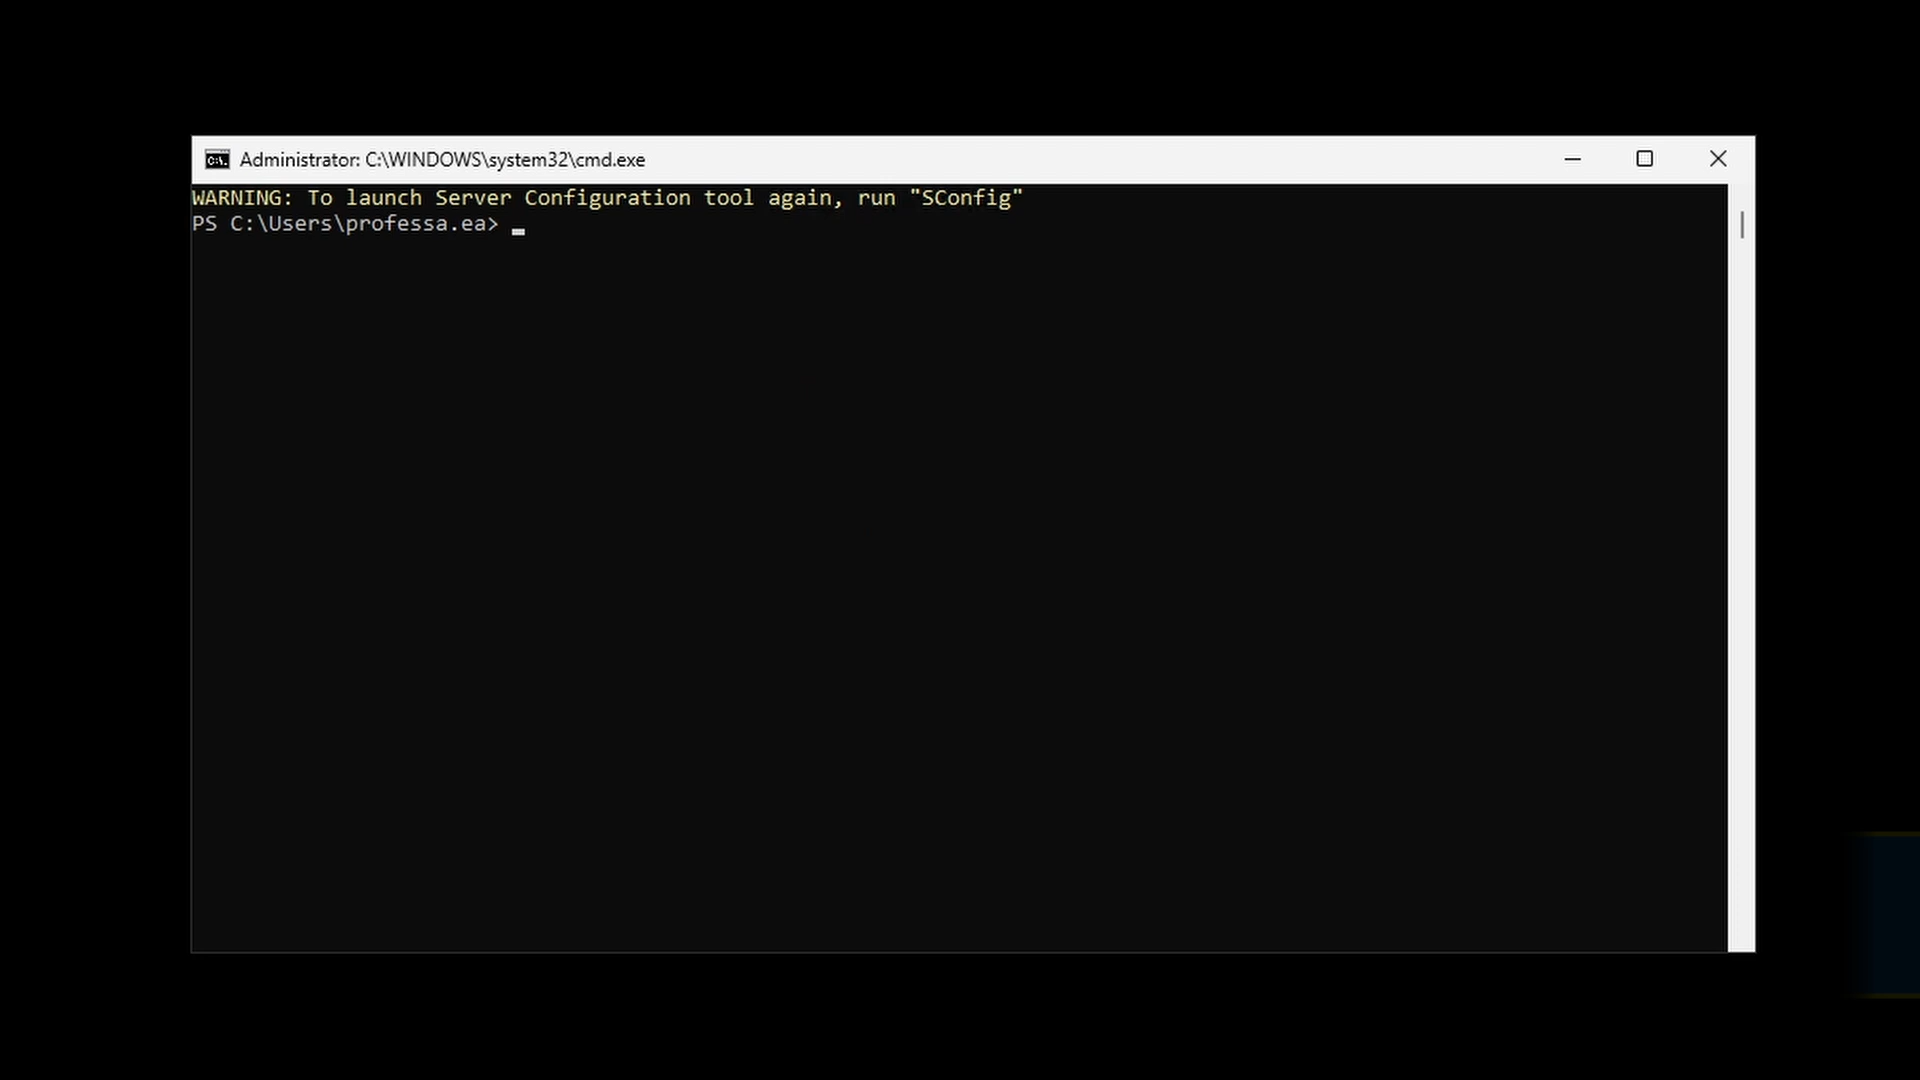 Administrator: C:\WINDOWS\system32\cmd.exe
WARNING: To launch Server Configuration tool again, run "SConfig"
PS C:\Users\professa.ea>